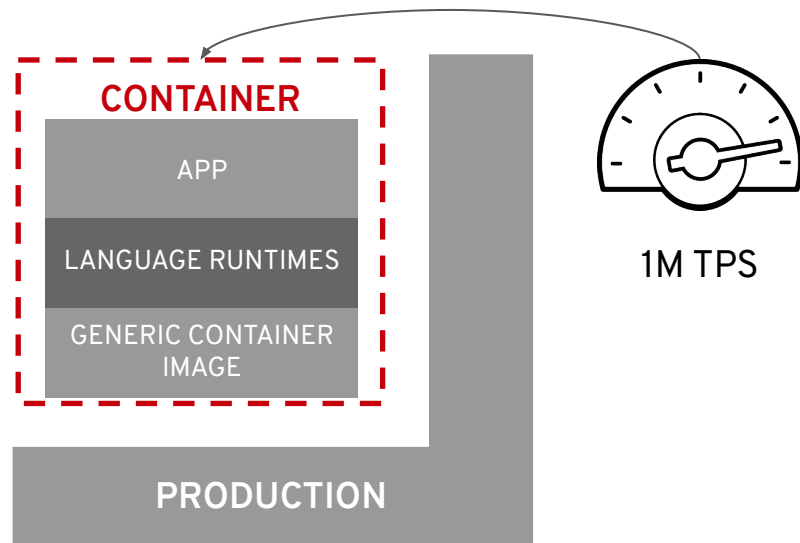 CONTAINER
APP
LANGUAGE RUNTIMES
GENERIC CONTAINER
IMAGE
1M TPS
PRODUCTION